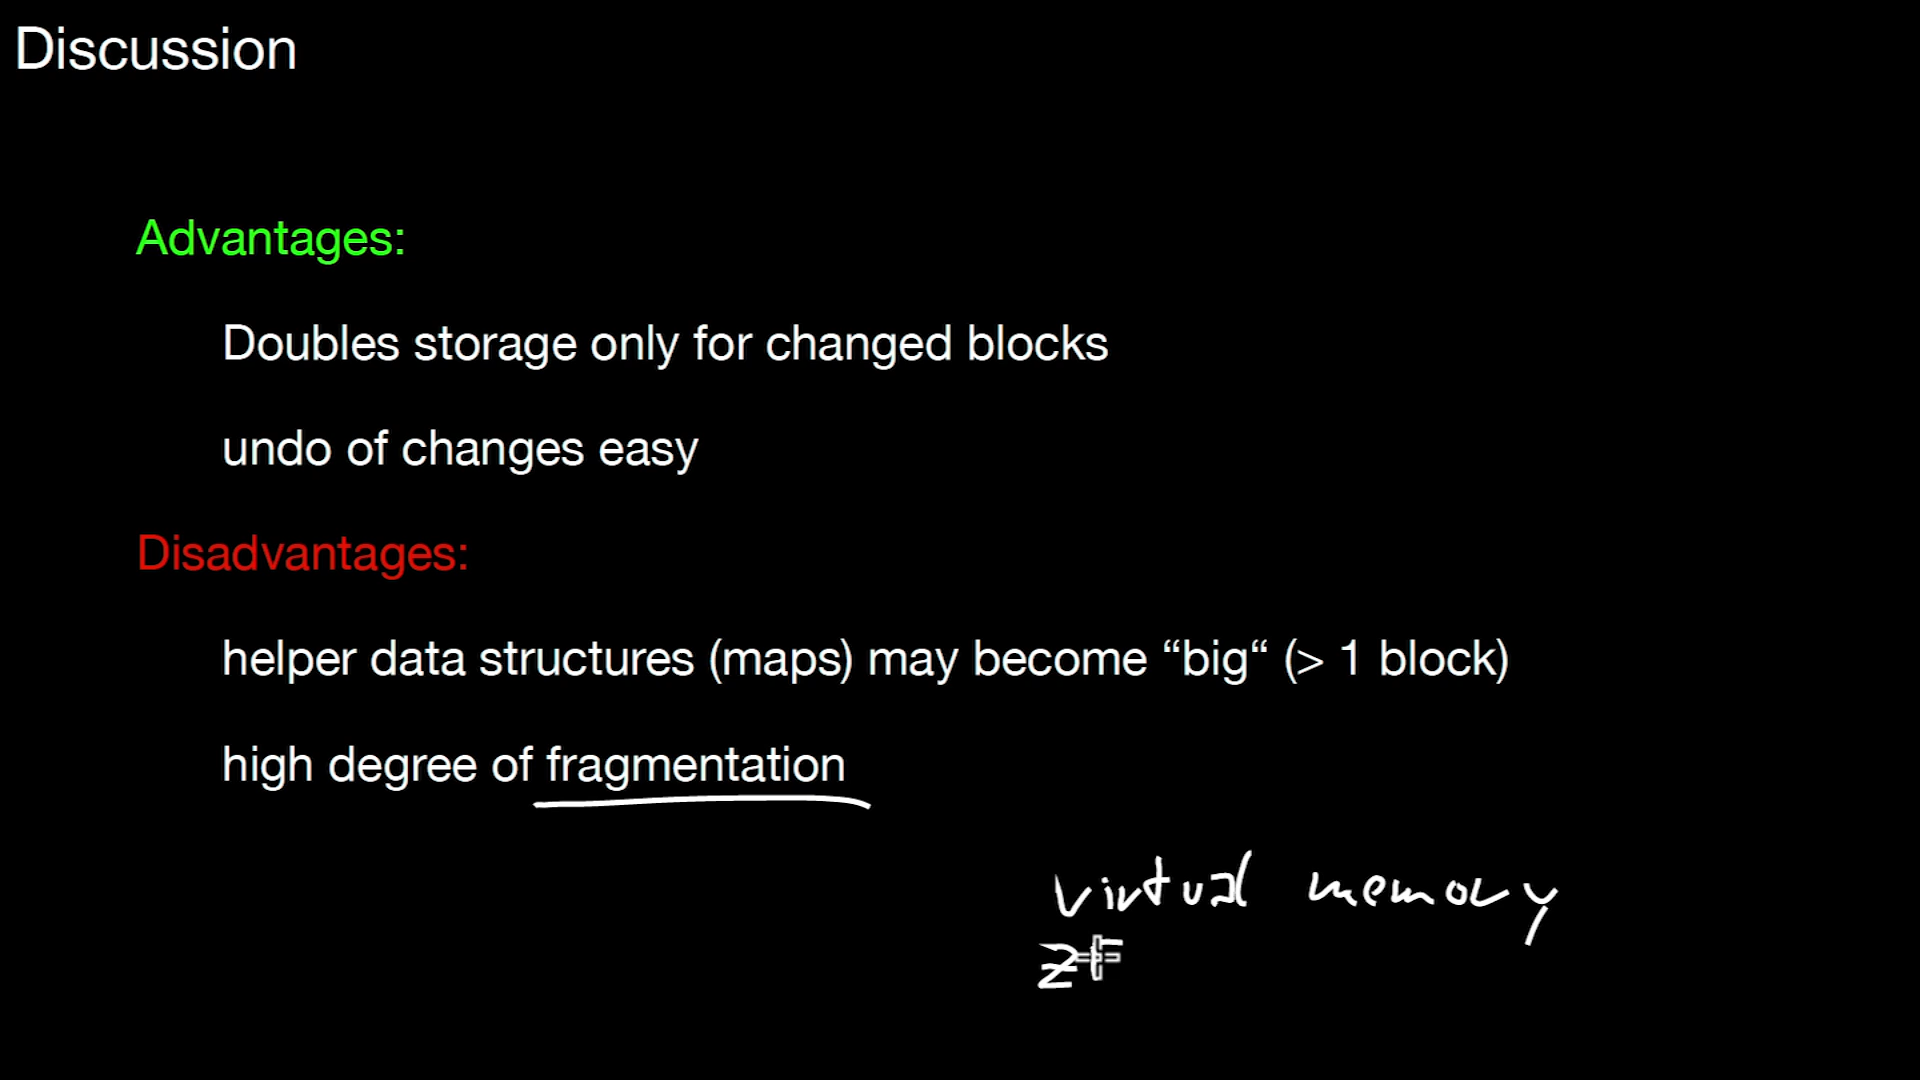 Discussion
Advantages:
Doubles storage only for changed blocks
undo of changes easy
Disadvantages:
helper data structures (maps) may become “big“ (> 1 block)
high degree of fragmentation
virtual memory
ZF